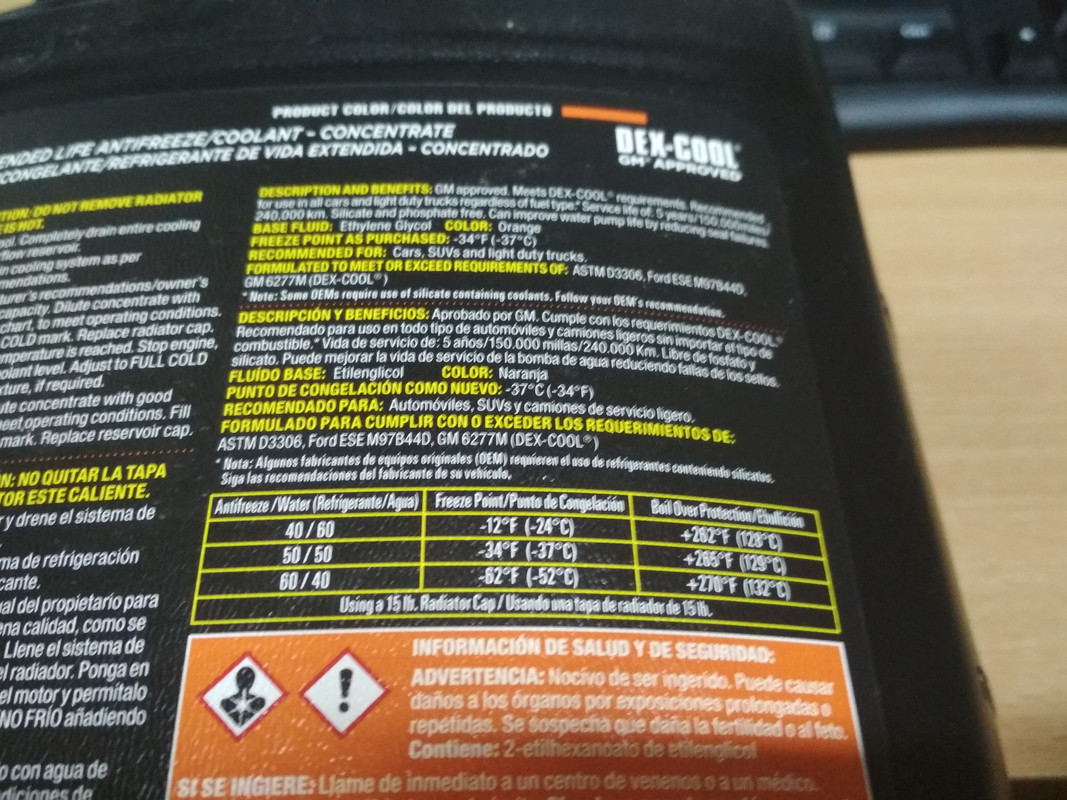 PRODUCT COLOR/COLOR DEL PRODUCTO
ENDED LIFE ANTIFREEZE/COOLANT - CONCENTRATE
CONGELANTE/REFRIGERANTE DE VIDA EXTENDIDA - CONCENTRADO
DEX-COOL®
GM APPROVED
TION: DO NOT REMOVE RADIATOR
E IS HOT.
ool. Completely drain entire cooling
flow reservoir.
in cooling system as per
mendations.
turer's recommendations/owner's
capacity. Dilute concentrate with
chart, to meet operating conditions.
COLD mark. Replace radiator cap.
mperature is reached. Stop engine,
olant level. Adjust to FULL COLD
xture, if required.
ute concentrate with good
meet operating conditions. Fill
mark. Replace reservoir cap.
N: NO QUITAR LA TAPA
TOR ESTE CALIENTE.
r y drene el sistema de
ma de refrigeración
cante.
al del propietario para
ena calidad, como se
Llene el sistema de
el radiador. Ponga en
el motor y permítalo
NO FRÍO añadiendo
o con agua de
diciones de
DESCRIPTION AND BENEFITS: GM approved. Meets DEX-COOL® requirements. Recommended
for use in all cars and light duty trucks regardless of fuel type.* Service life of: 5 years/150,000miles/
240,000 km. Silicate and phosphate free. Can improve water pump life by reducing seal failures.
BASE FLUID: Ethylene Glycol COLOR: Orange
FREEZE POINT AS PURCHASED: -34°F (-37°C)
RECOMMENDED FOR: Cars, SUVs and light duty trucks.
FORMULATED TO MEET OR EXCEED REQUIREMENTS OF: ASTM D3306, Ford ESE M97B44D,
GM 6277M (DEX-COOL®)
* Note: Some OEMs require use of silicate containing coolants. Follow your OEM's recommendation.
DESCRIPCIÓN Y BENEFICIOS: Aprobado por GM. Cumple con los requerimientos DEX-COOL®
Recomendado para uso en todo tipo de automóviles y camiones ligeros sin importar el tipo de
combustible.* Vida de servicio de: 5 años/150.000 millas/240.000 Km. Libre de fosfato y
silicato. Puede mejorar la vida de servicio de la bomba de agua reduciendo fallas de los sellos.
FLUÍDO BASE: Etilenglicol COLOR: Naranja
PUNTO DE CONGELACIÓN COMO NUEVO: -37°C (-34°F)
RECOMENDADO PARA: Automóviles, SUVs y camiones de servicio ligero.
FORMULADO PARA CUMPLIR CON O EXCEDER LOS REQUERIMIENTOS DE:
ASTM D3306, Ford ESE M97B44D, GM 6277M (DEX-COOL®)
* Nota: Algunos fabricantes de equipos originales (OEM) requieren el uso de refrigerantes conteniendo silicatos.
Siga las recomendaciones del fabricante de su vehículo.
Antifreeze /Water (Refrigerante/Agua) Freeze Point/Punto de Congelación Boil Over Protection/Ebullición
40 / 60 -12°F (-24°C) +262°F (128°C)
50 / 50 -34°F (-37°C) +265°F (129°C)
60 / 40 -62°F (-52°C) +270°F (132°C)
Using a 15 lb. Radiator Cap / Usando una tapa de radiador de 15 lb.
INFORMACIÓN DE SALUD Y DE SEGURIDAD:
ADVERTENCIA: Nocivo de ser ingerido. Puede causar
daños a los órganos por exposiciones prolongadas o
repetidas. Se sospecha que daña la fertilidad o al feto.
Contiene: 2-etilhexanoato de etilenglicol
SI SE INGIERE: Llame de inmediato a un centro de venenos o a un médico.